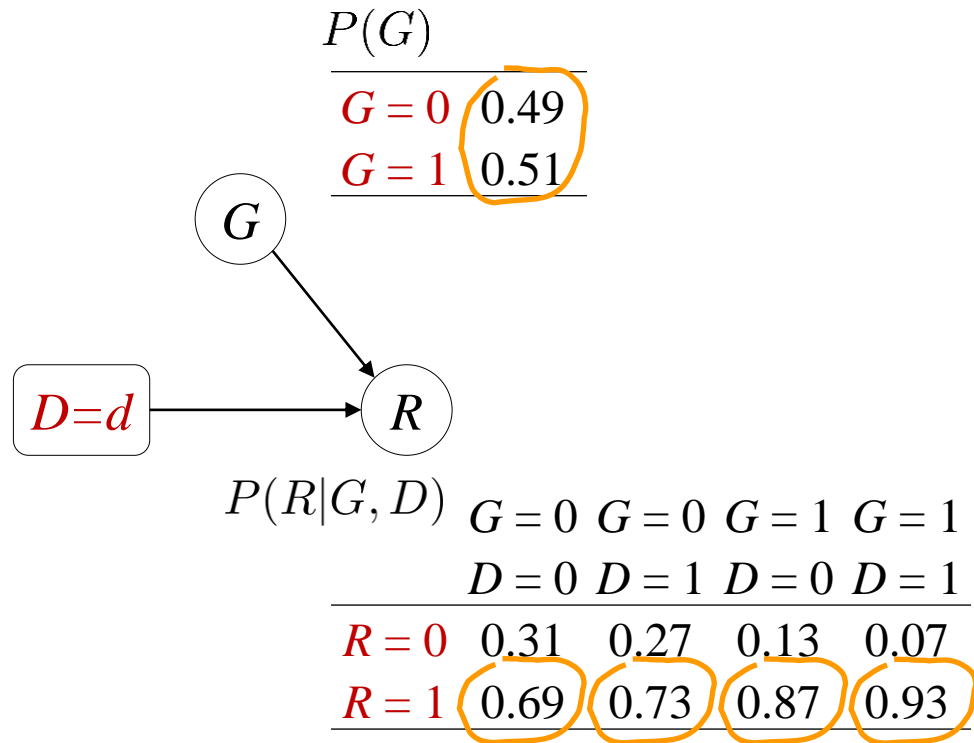 P(G)
G = 0 0.49
G = 1 0.51
G
D=d
R
P(R|G, D)
G = 0 G = 0 G = 1 G = 1
D = 0 D = 1 D = 0 D = 1
R = 0 0.31 0.27 0.13 0.07
R = 1 0.69 0.73 0.87 0.93